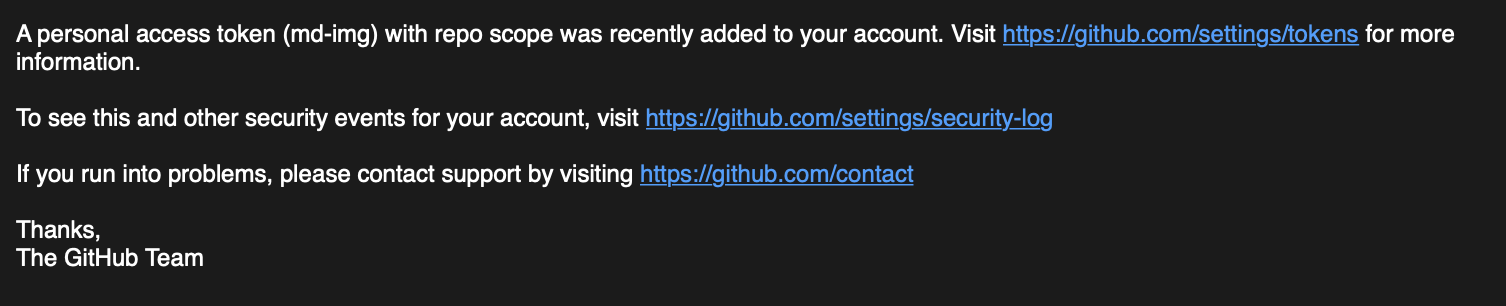 A personal access token (md-img) with repo scope was recently added to your account. Visit https://github.com/settings/tokens for more
information.
To see this and other security events for your account, visit https://github.com/settings/security-log
If you run into problems, please contact support by visiting https://github.com/contact
Thanks,
The GitHub Team